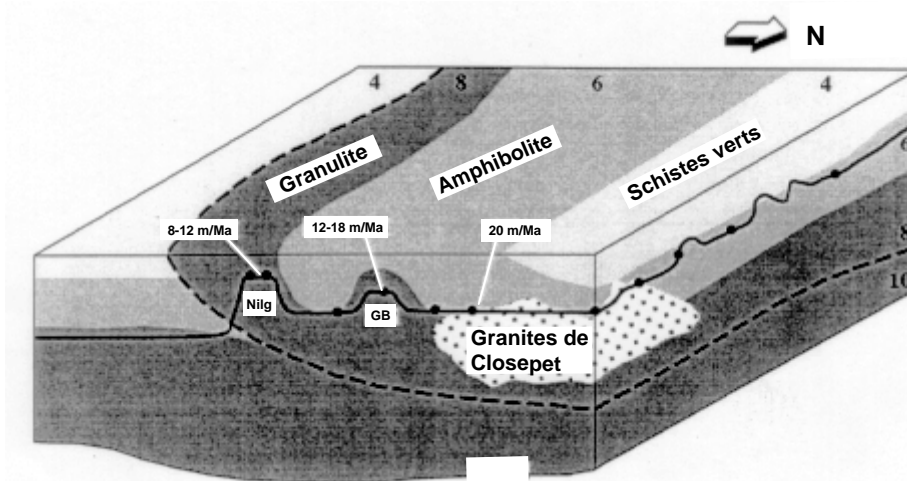 N
4 8 6 4
Granulite
Amphibolite
Schistes verts
6
8
10
8-12 m/Ma
12-18 m/Ma
20 m/Ma
Nilg
GB
Granites de
Closepet